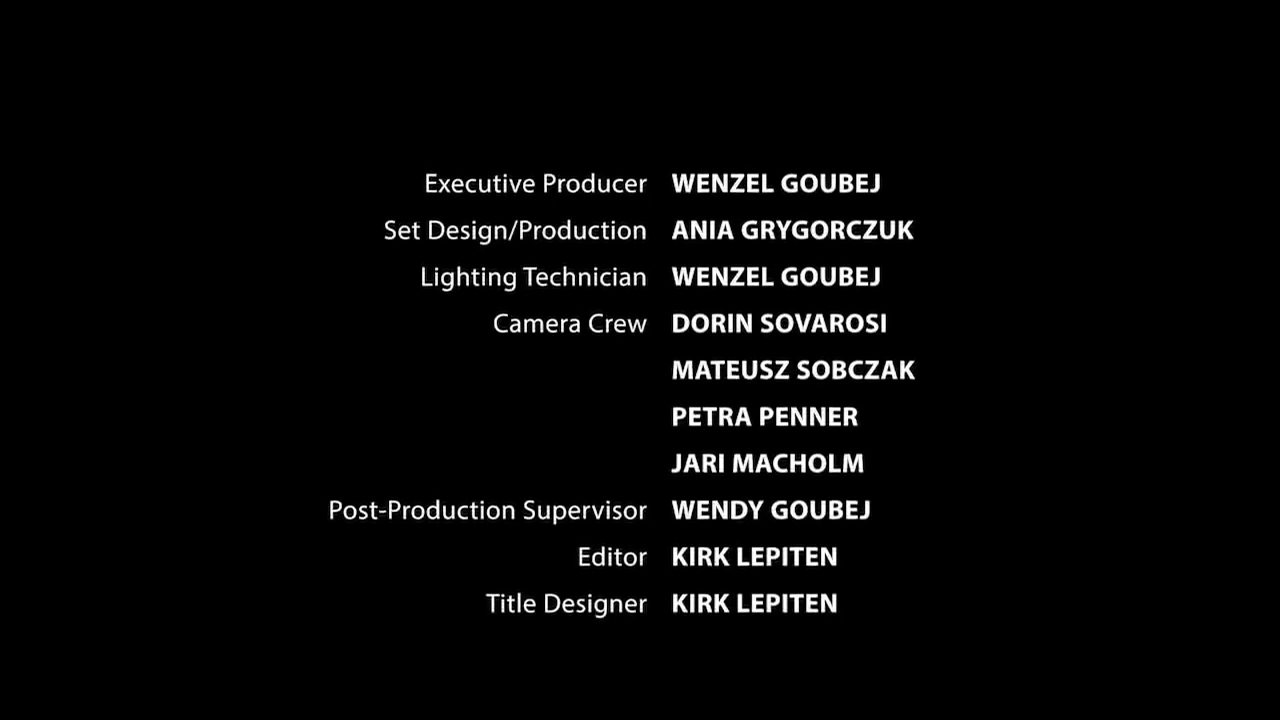 Executive Producer WENZEL GOUBEJ
Set Design/Production ANIA GRYGORCZUK
Lighting Technician WENZEL GOUBEJ
Camera Crew DORIN SOVAROSI
MATEUSZ SOBCZAK
PETRA PENNER
JARI MACHOLM
Post-Production Supervisor WENDY GOUBEJ
Editor KIRK LEPITEN
Title Designer KIRK LEPITEN